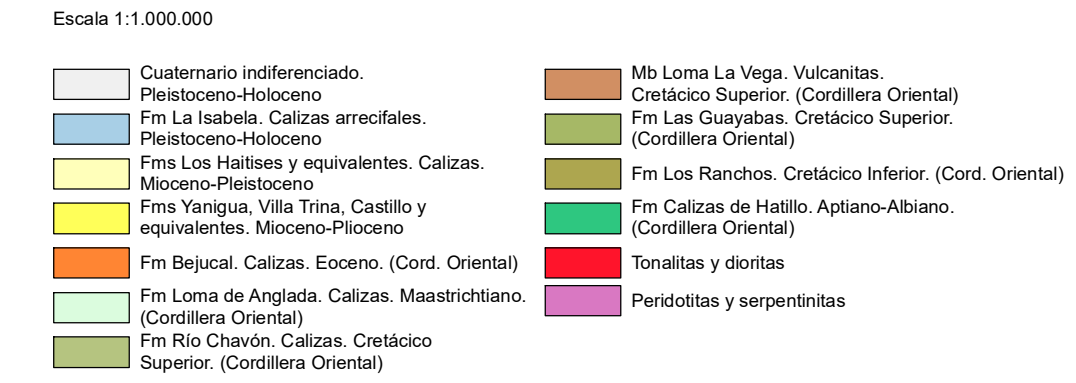 Escala 1:1.000.000
Cuaternario indiferenciado.
Pleistoceno-Holoceno
Fm La Isabela. Calizas arrecifales.
Pleistoceno-Holoceno
Fms Los Haitises y equivalentes. Calizas.
Mioceno-Pleistoceno
Fms Yanigua, Villa Trina, Castillo y
equivalentes. Mioceno-Plioceno
Fm Bejucal. Calizas. Eoceno. (Cord. Oriental)
Fm Loma de Anglada. Calizas. Maastrichtiano.
(Cordillera Oriental)
Fm Río Chavón. Calizas. Cretácico
Superior. (Cordillera Oriental)
Mb Loma La Vega. Vulcanitas.
Cretácico Superior. (Cordillera Oriental)
Fm Las Guayabas. Cretácico Superior.
(Cordillera Oriental)
Fm Los Ranchos. Cretácico Inferior. (Cord. Oriental)
Fm Calizas de Hatillo. Aptiano-Albiano.
(Cordillera Oriental)
Tonalitas y dioritas
Peridotitas y serpentinitas